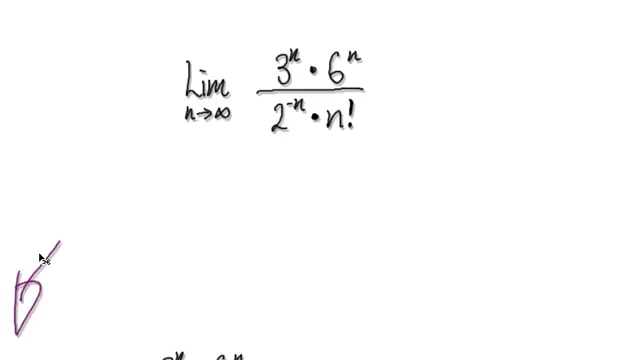 Lim n→∞ 3ⁿ · 6ⁿ / 2⁻ⁿ · n!